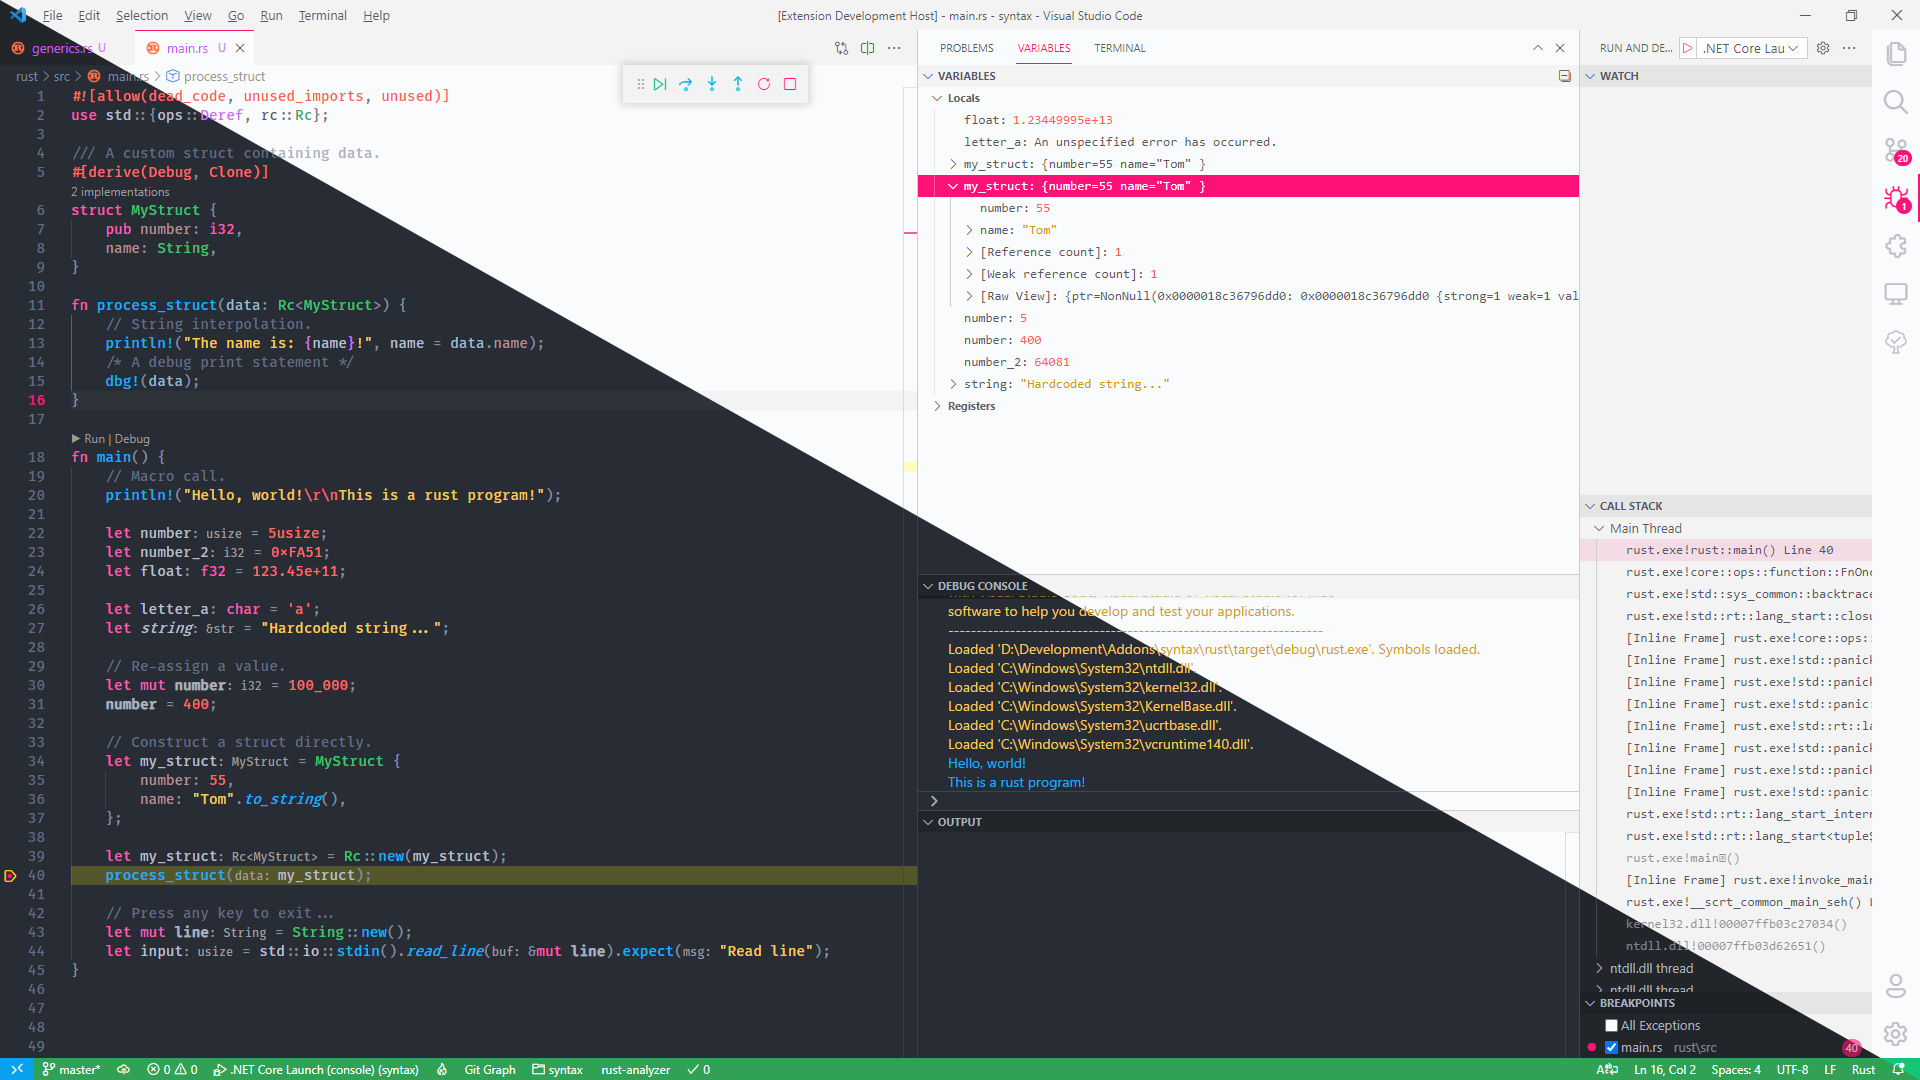 File Edit Selection View Go Run Terminal Help
[Extension Development Host] - main.rs - syntax - Visual Studio Code
generics.rs U
main.rs U
rust > src > main.rs > process_struct
1 #![allow(dead_code, unused_imports, unused)]
2 use std::{ops::Deref, rc::Rc};
3
4 /// A custom struct containing data.
5 #[derive(Debug, Clone)]
2 implementations
6 struct MyStruct {
7 pub number: i32,
8 name: String,
9 }
10
11 fn process_struct(data: Rc<MyStruct>) {
12 // String interpolation.
13 println!("The name is: {name}!", name = data.name);
14 /* A debug print statement */
15 dbg!(data);
16 }
17
Run | Debug
18 fn main() {
19 // Macro call.
20 println!("Hello, world!\r\nThis is a rust program!");
21
22 let number: usize = 5usize;
23 let number_2: i32 = 0×FA51;
24 let float: f32 = 123.45e+11;
25
26 let letter_a: char = 'a';
27 let string: &str = "Hardcoded string...";
28
29 // Re-assign a value.
30 let mut number: i32 = 100_000;
31 number = 400;
32
33 // Construct a struct directly.
34 let my_struct: MyStruct = MyStruct {
35 number: 55,
36 name: "Tom".to_string(),
37 };
38
39 let my_struct: Rc<MyStruct> = Rc::new(my_struct);
40 process_struct(data: my_struct);
41
42 // Press any key to exit...
43 let mut line: String = String::new();
44 let input: usize = std::io::stdin().read_line(buf: &mut line).expect(msg: "Read line");
45 }
46
47
48
49
PROBLEMS VARIABLES TERMINAL
VARIABLES
Locals
float: 1.23449995e+13
letter_a: An unspecified error has occurred.
my_struct: {number=55 name="Tom" }
my_struct: {number=55 name="Tom" }
number: 55
name: "Tom"
[Reference count]: 1
[Weak reference count]: 1
[Raw View]: {ptr=NonNull(0x0000018c36796dd0: 0x0000018c36796dd0 {strong=1 weak=1 val
number: 5
number: 400
number_2: 64081
string: "Hardcoded string..."
Registers
DEBUG CONSOLE
software to help you develop and test your applications.
-------------------------------------------------------------------
Loaded 'D:\Development\Addons\syntax\rust\target\debug\rust.exe'. Symbols loaded.
Loaded 'C:\Windows\System32\ntdll.dll'.
Loaded 'C:\Windows\System32\kernel32.dll'.
Loaded 'C:\Windows\System32\KernelBase.dll'.
Loaded 'C:\Windows\System32\ucrtbase.dll'.
Loaded 'C:\Windows\System32\vcruntime140.dll'.
Hello, world!
This is a rust program!
OUTPUT
RUN AND DE... .NET Core Lau
WATCH
CALL STACK
Main Thread
rust.exe!rust::main() Line 40
rust.exe!core::ops::function::FnOnc
rust.exe!std::sys_common::backtrace
rust.exe!std::rt::lang_start::closu
[Inline Frame] rust.exe!core::ops::
[Inline Frame] rust.exe!std::panick
[Inline Frame] rust.exe!std::panick
[Inline Frame] rust.exe!std::panic:
[Inline Frame] rust.exe!std::rt::la
[Inline Frame] rust.exe!std::panick
[Inline Frame] rust.exe!std::panick
[Inline Frame] rust.exe!std::panic:
rust.exe!std::rt::lang_start_intern
rust.exe!std::rt::lang_start<tuple$
rust.exe!main()
[Inline Frame] rust.exe!invoke_main
rust.exe!__scrt_common_main_seh() L
kernel32.dll!00007ffb03c27034()
ntdll.dll!00007ffb03d62651()
ntdll.dll thread
ntdll.dll thread
BREAKPOINTS
All Exceptions
main.rs rust\src 40
20
1
master* 0 0 .NET Core Launch (console) (syntax) Git Graph syntax rust-analyzer 0
Ln 16, Col 2 Spaces: 4 UTF-8 LF Rust